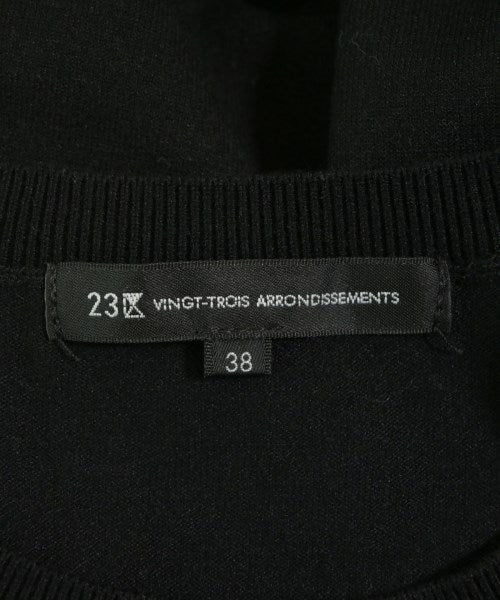 23区 VINGT-TROIS ARRONDISSEMENTS
38